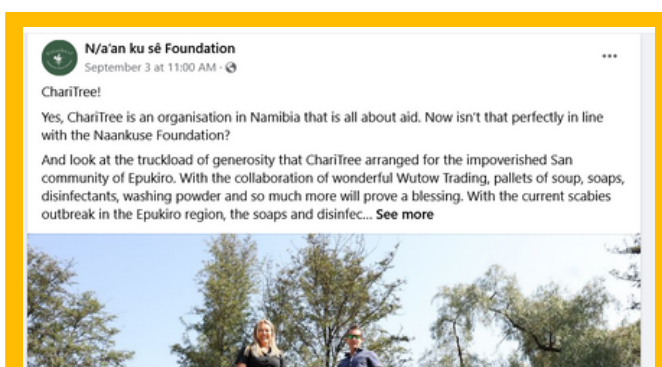 N/a'an ku sê Foundation
September 3 at 11:00 AM ·
ChariTree!
Yes, ChariTree is an organisation in Namibia that is all about aid. Now isn't that perfectly in line
with the Naankuse Foundation?
And look at the truckload of generosity that ChariTree arranged for the impoverished San
community of Epukiro. With the collaboration of wonderful Wutow Trading, pallets of soup, soaps,
disinfectants, washing powder and so much more will prove a blessing. With the current scabies
outbreak in the Epukiro region, the soaps and disinfec... See more